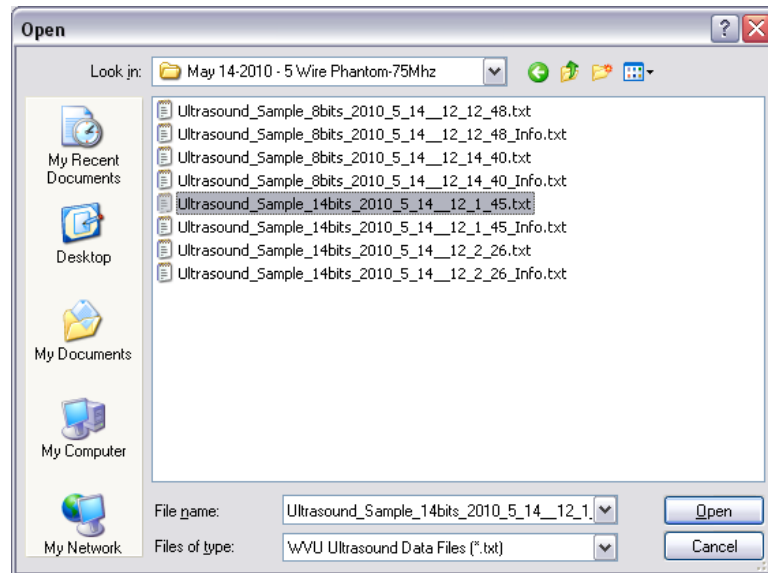 Open
Look in: May 14-2010 - 5 Wire Phantom-75Mhz
My Recent
Documents
Desktop
My Documents
My Computer
My Network
Ultrasound_Sample_8bits_2010_5_14__12_12_48.txt
Ultrasound_Sample_8bits_2010_5_14__12_12_48_Info.txt
Ultrasound_Sample_8bits_2010_5_14__12_14_40.txt
Ultrasound_Sample_8bits_2010_5_14__12_14_40_Info.txt
Ultrasound_Sample_14bits_2010_5_14__12_1_45.txt
Ultrasound_Sample_14bits_2010_5_14__12_1_45_Info.txt
Ultrasound_Sample_14bits_2010_5_14__12_2_26.txt
Ultrasound_Sample_14bits_2010_5_14__12_2_26_Info.txt
File name: Ultrasound_Sample_14bits_2010_5_14__12_1_ Open
Files of type: WVU Ultrasound Data Files (*.txt) Cancel